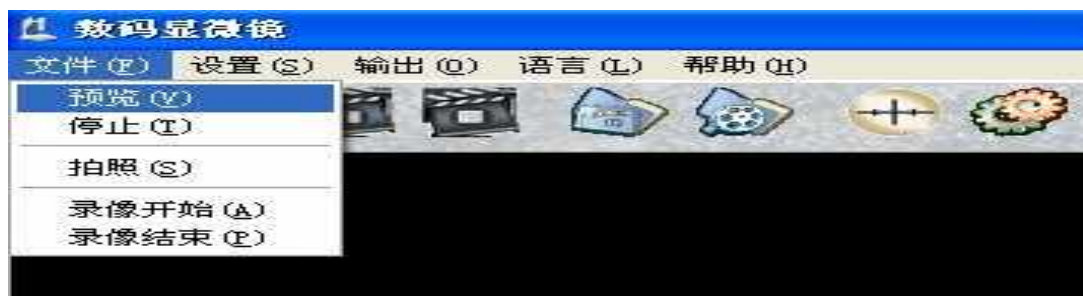 数码显微镜
文件(F) 设置(S) 输出(O) 语言(L) 帮助(H)
预览(V)
停止(T)
拍照(S)
录像开始(A)
录像结束(P)